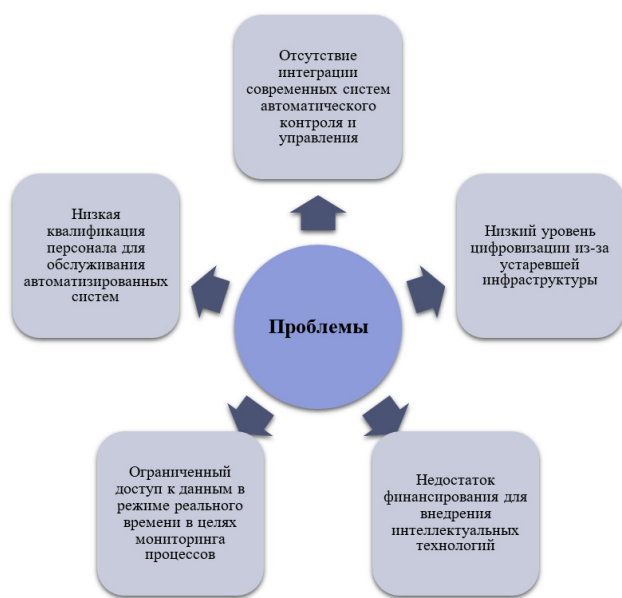 Отсутствие
интеграции
современных систем
автоматического
контроля и
управления
Низкая
квалификация
персонала для
обслуживания
автоматизированных
систем
Низкий уровень
цифровизации из-за
устаревшей
инфраструктуры
Проблемы
Ограниченный
доступ к данным в
режиме реального
времени в целях
мониторинга
процессов
Недостаток
финансирования для
внедрения
интеллектуальных
технологий